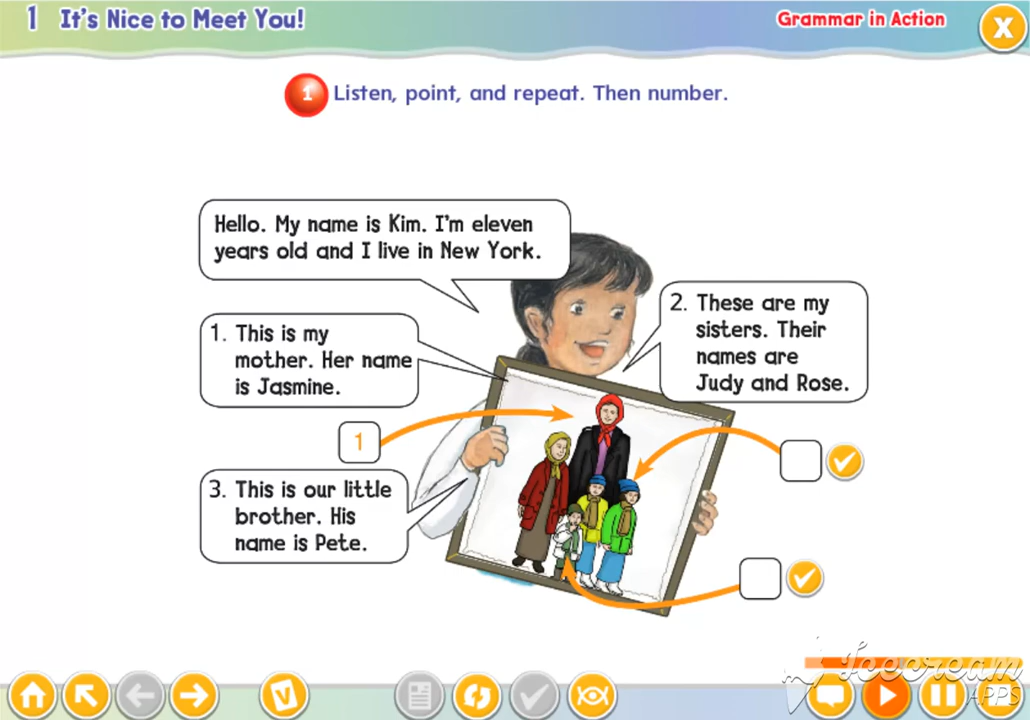 1 It's Nice to Meet You!
Grammar in Action
X
1 Listen, point, and repeat. Then number.
Hello. My name is Kim. I'm eleven
years old and I live in New York.
1. This is my
mother. Her name
is Jasmine.
2. These are my
sisters. Their
names are
Judy and Rose.
1
3. This is our little
brother. His
name is Pete.
V
Icecream
APPS